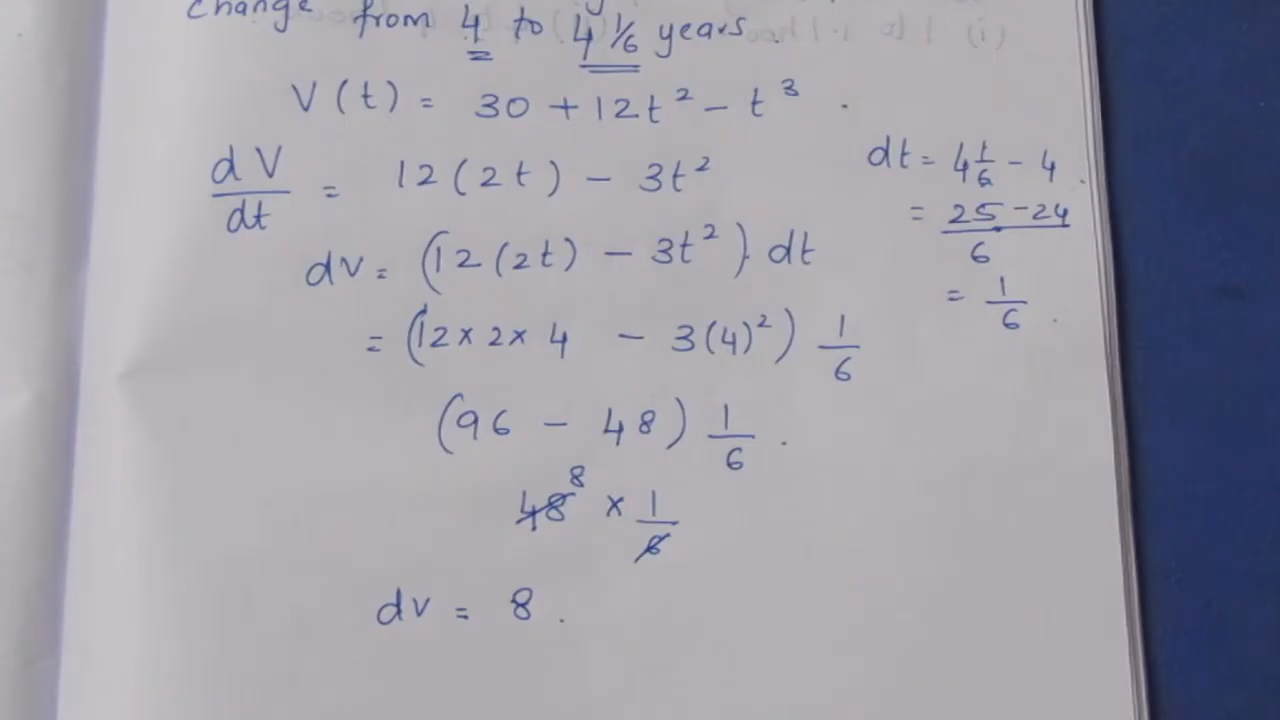 change from 4 to 4 1/6 years.
V(t) = 30 + 12t² - t³.
dV/dt = 12(2t) - 3t²
dv = (12(2t) - 3t²). dt
= (12 × 2 × 4 - 3(4)²) 1/6
(96 - 48) 1/6.
48 8 × 1/6
dv = 8.
dt = 4 1/6 - 4.
= 25 - 24 / 6
= 1/6.